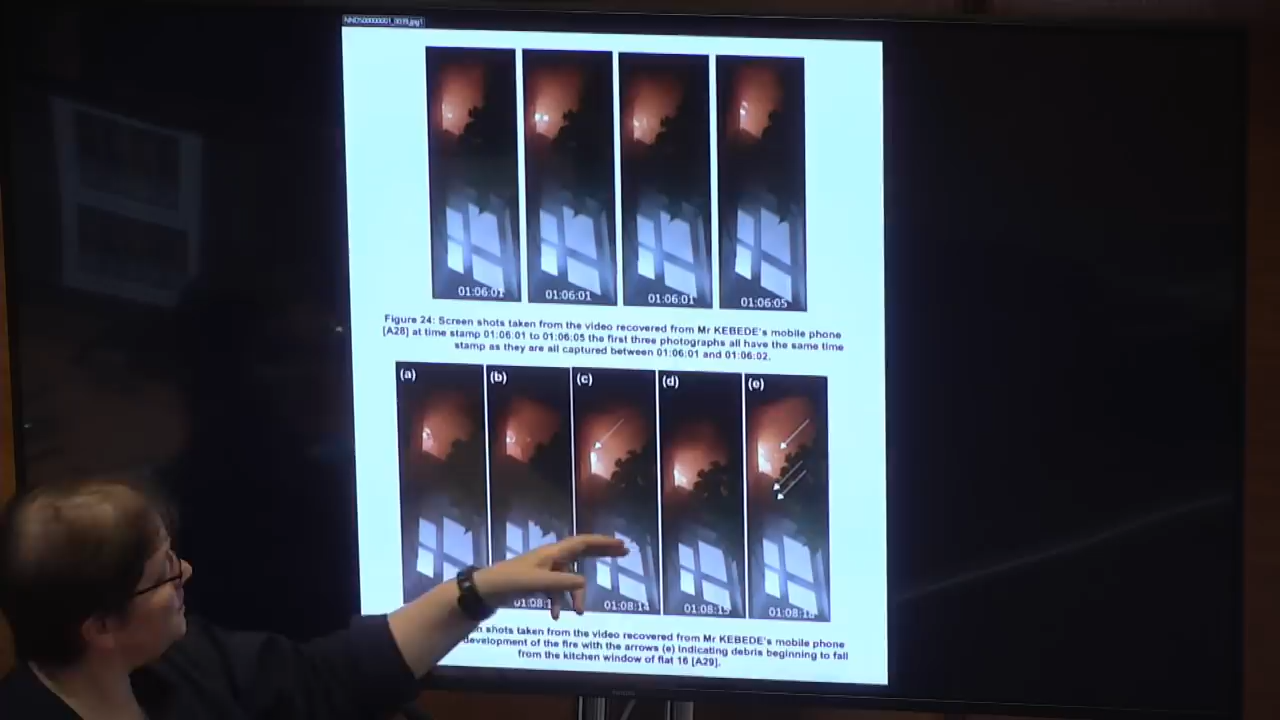 01:06:01 01:06:01 01:06:01 01:06:05
Figure 24: Screen shots taken from the video recovered from Mr KEBEDE's mobile phone
[A28] at time stamp 01:06:01 to 01:06:05 the first three photographs all have the same time
stamp as they are all captured between 01:06:01 and 01:06:02.
(a) (b) (c) (d) (e)
01:08:14 01:08:15
shots taken from the video recovered from Mr KEBEDE's mobile phone
development of the fire with the arrows (e) indicating debris beginning to fall
from the kitchen window of flat 16 [A29].